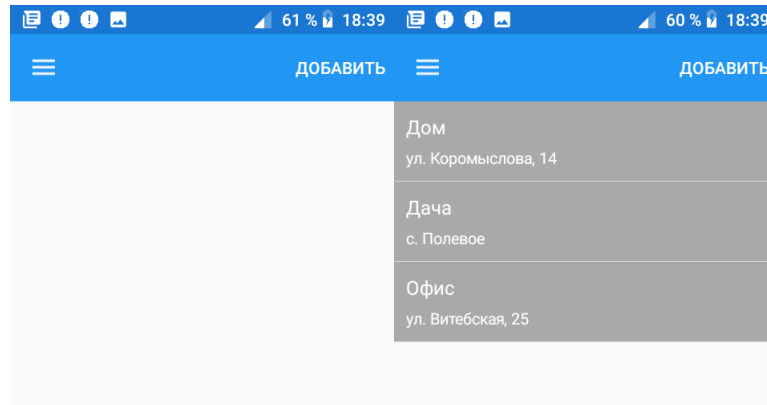 61 % 18:39
ДОБАВИТЬ
60 % 18:39
ДОБАВИТЬ
Дом
ул. Коромыслова, 14
Дача
с. Полевое
Офис
ул. Витебская, 25